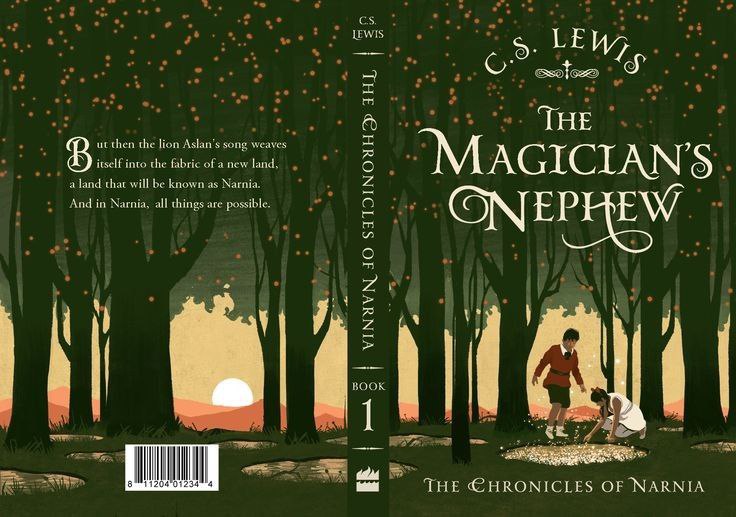 But then the lion Aslan's song weaves
itself into the fabric of a new land,
a land that will be known as Narnia.
And in Narnia, all things are possible.
8 11204 01234 4
C.S.
LEWIS
THE CHRONICLES OF NARNIA
BOOK
1
C.S. LEWIS
THE
MAGICIAN'S
NEPHEW
THE CHRONICLES OF NARNIA